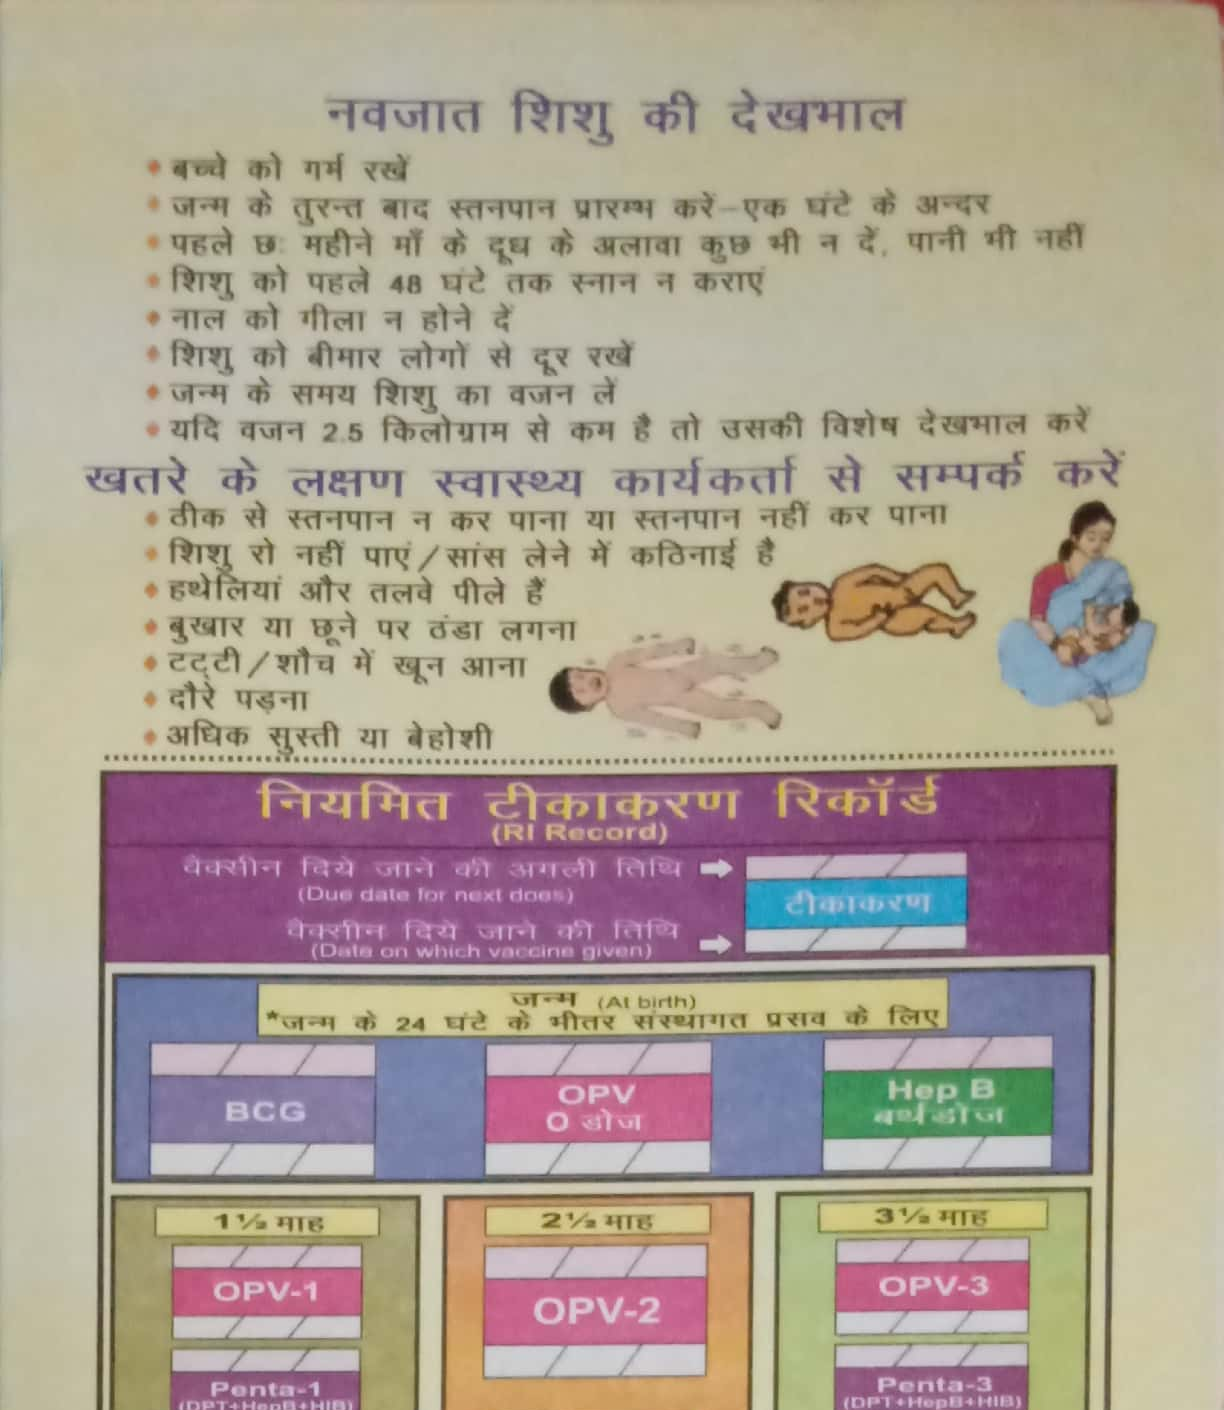 नवजात शिशु की देखभाल
बच्चे को गर्म रखें
जन्म के तुरन्त बाद स्तनपान प्रारम्भ करें–एक घंटे के अन्दर
पहले छः महीने माँ के दूध के अलावा कुछ भी न दें, पानी भी नहीं
शिशु को पहले 48 घंटे तक स्नान न कराएं
नाल को गीला न होने दें
शिशु को बीमार लोगों से दूर रखें
जन्म के समय शिशु का वजन लें
यदि वजन 2.5 किलोग्राम से कम है तो उसकी विशेष देखभाल करें
खतरे के लक्षण स्वास्थ्य कार्यकर्ता से सम्पर्क करें
ठीक से स्तनपान न कर पाना या स्तनपान नहीं कर पाना
शिशु रो नहीं पाएं/सांस लेने में कठिनाई है
हथेलियां और तलवे पीले हैं
बुखार या छूने पर ठंडा लगना
टट्टी/शौच में खून आना
दौरे पड़ना
अधिक सुस्ती या बेहोशी
नियमित टीकाकरण रिकॉर्ड
(RI Record)
वैक्सीन दिये जाने की अगली तिथि
(Due date for next does)
टीकाकरण
वैक्सीन दिये जाने की तिथि
(Date on which vaccine given)
जन्म (At birth)
*जन्म के 24 घंटे के भीतर संस्थागत प्रसव के लिए
BCG
OPV
0 डोज
Hep B
बर्थडोज
1½ माह
2½ माह
3½ माह
OPV-1
OPV-2
OPV-3
Penta-1
(DPT+HepB+HIB)
Penta-3
(DPT+HepB+HIB)